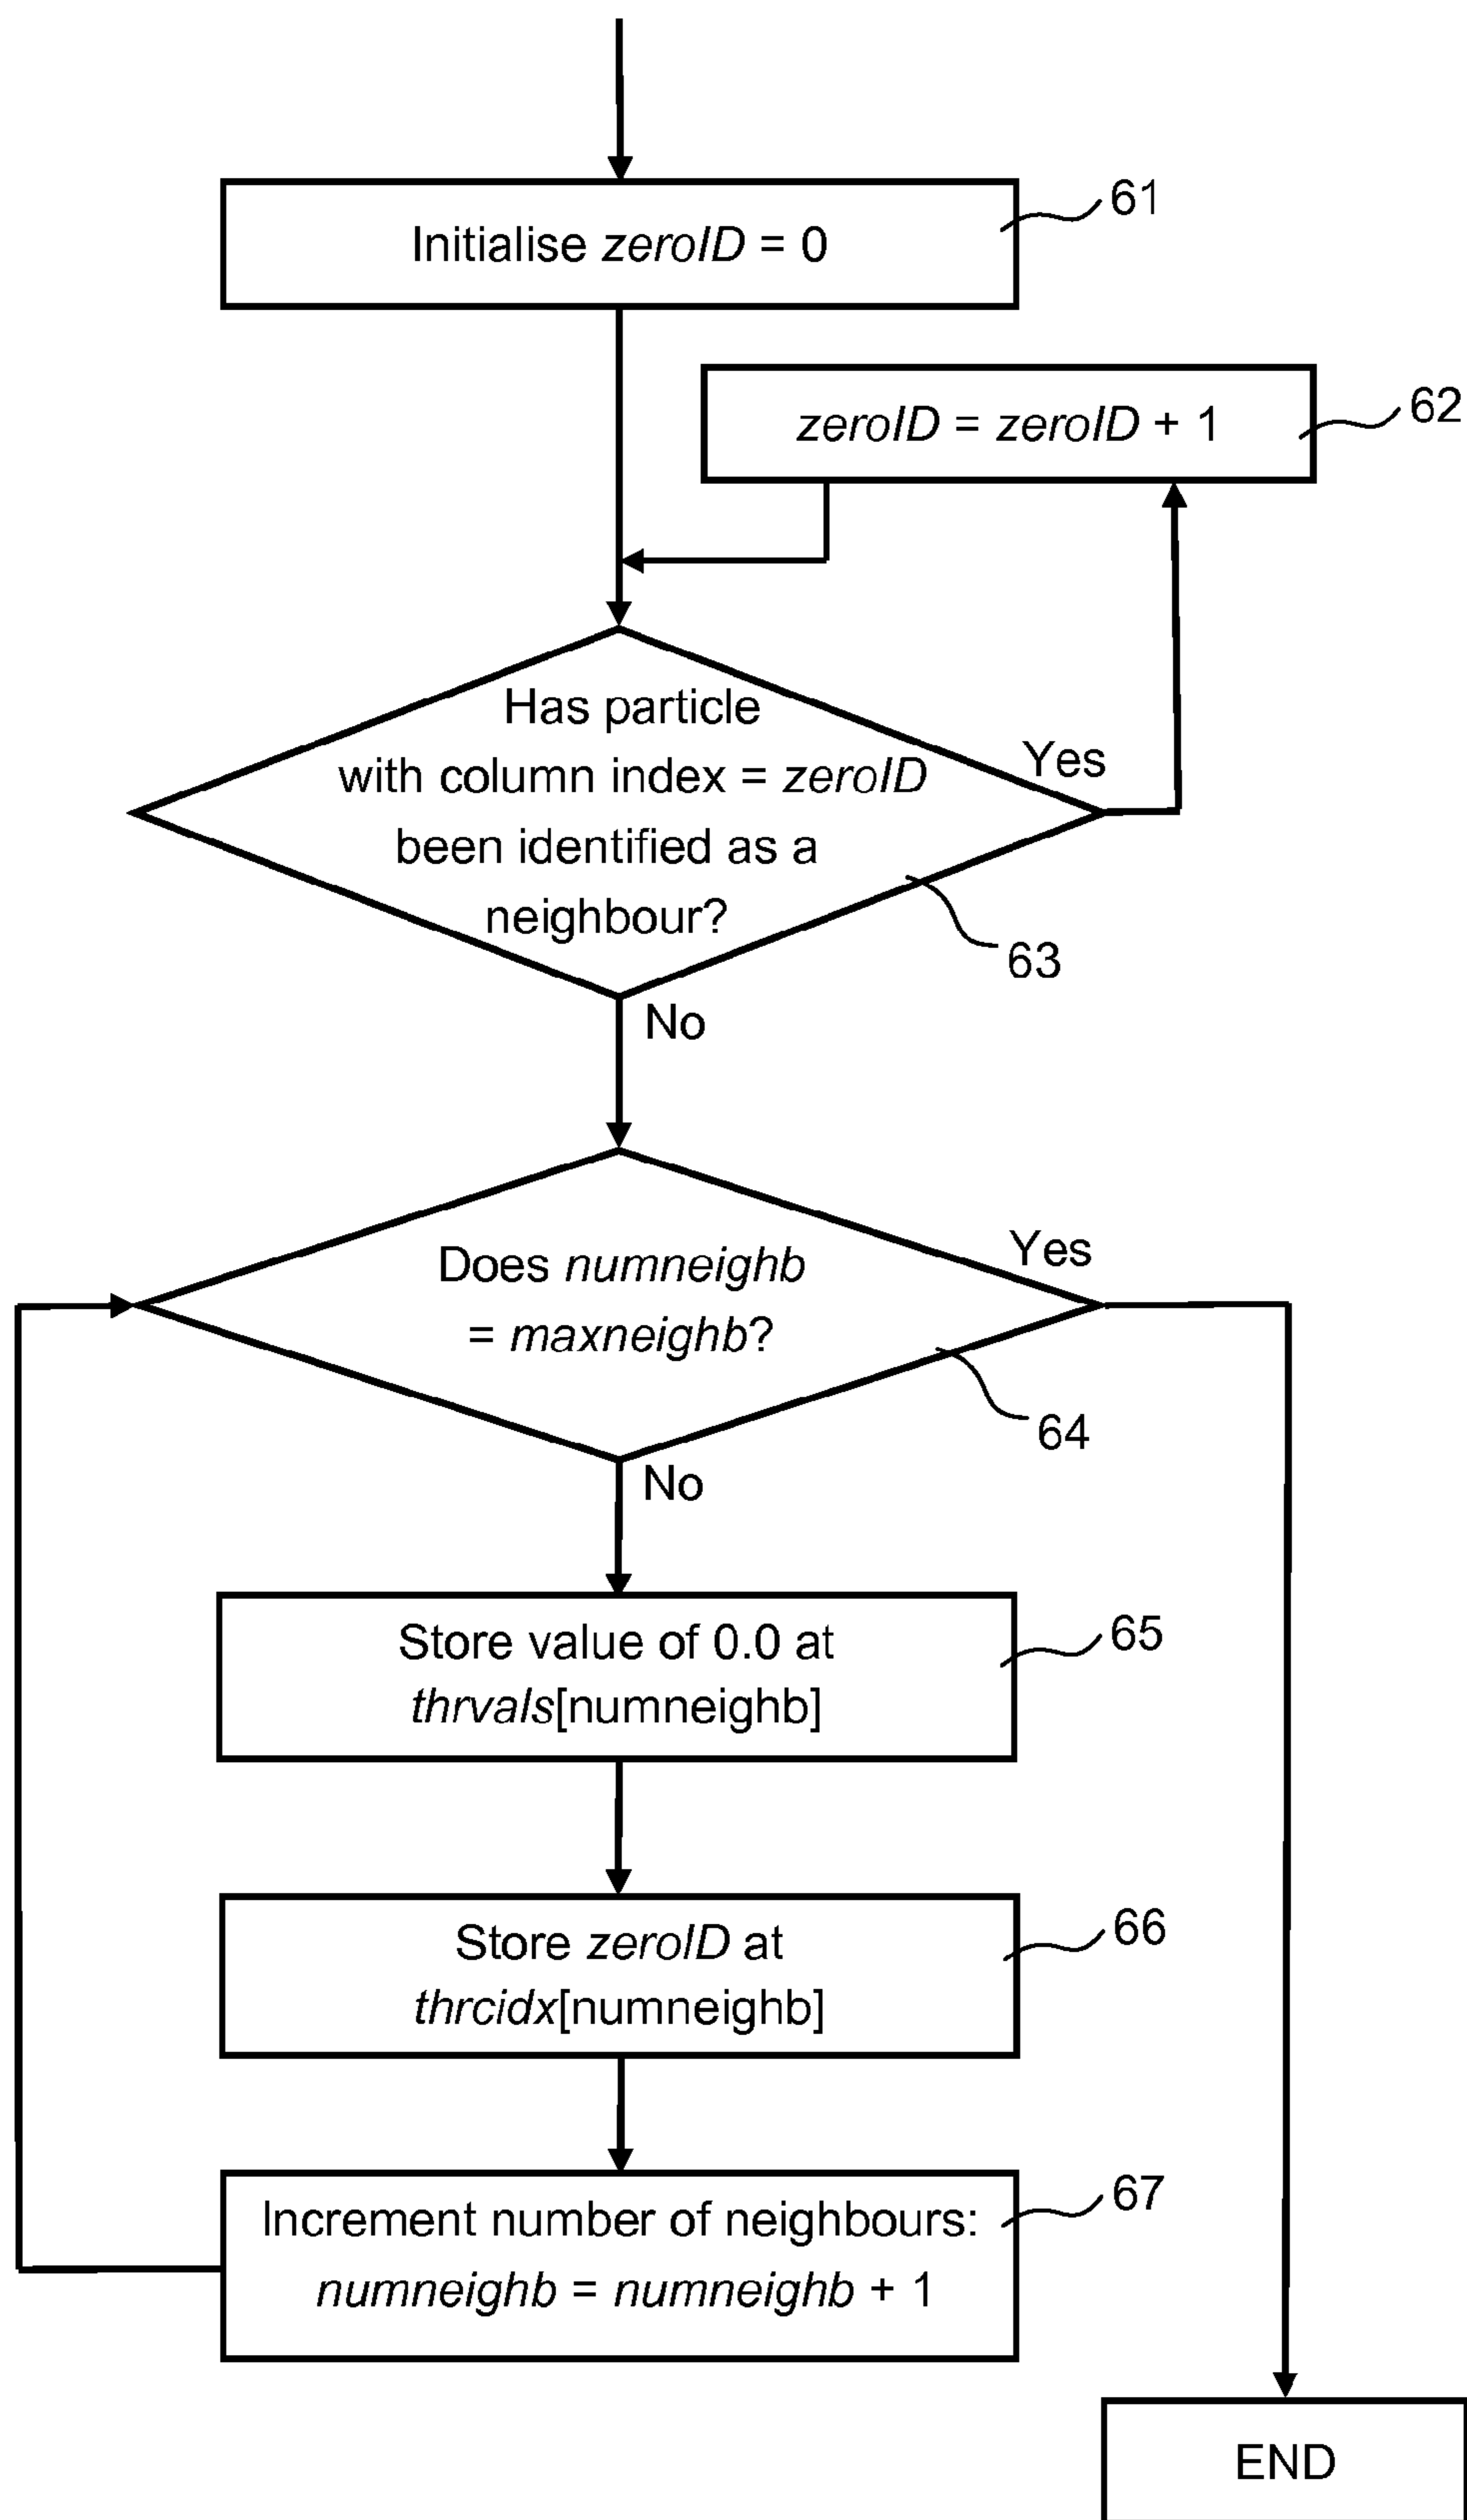 Initialise zeroID = 0
61
zeroID = zeroID + 1
62
Has particle
with column index = zeroID
been identified as a
neighbour?
Yes
63
No
Does numneighb
= maxneighb?
Yes
64
No
Store value of 0.0 at
thrvals[numneighb]
65
Store zeroID at
thrcidx[numneighb]
66
Increment number of neighbours:
numneighb = numneighb + 1
67
END